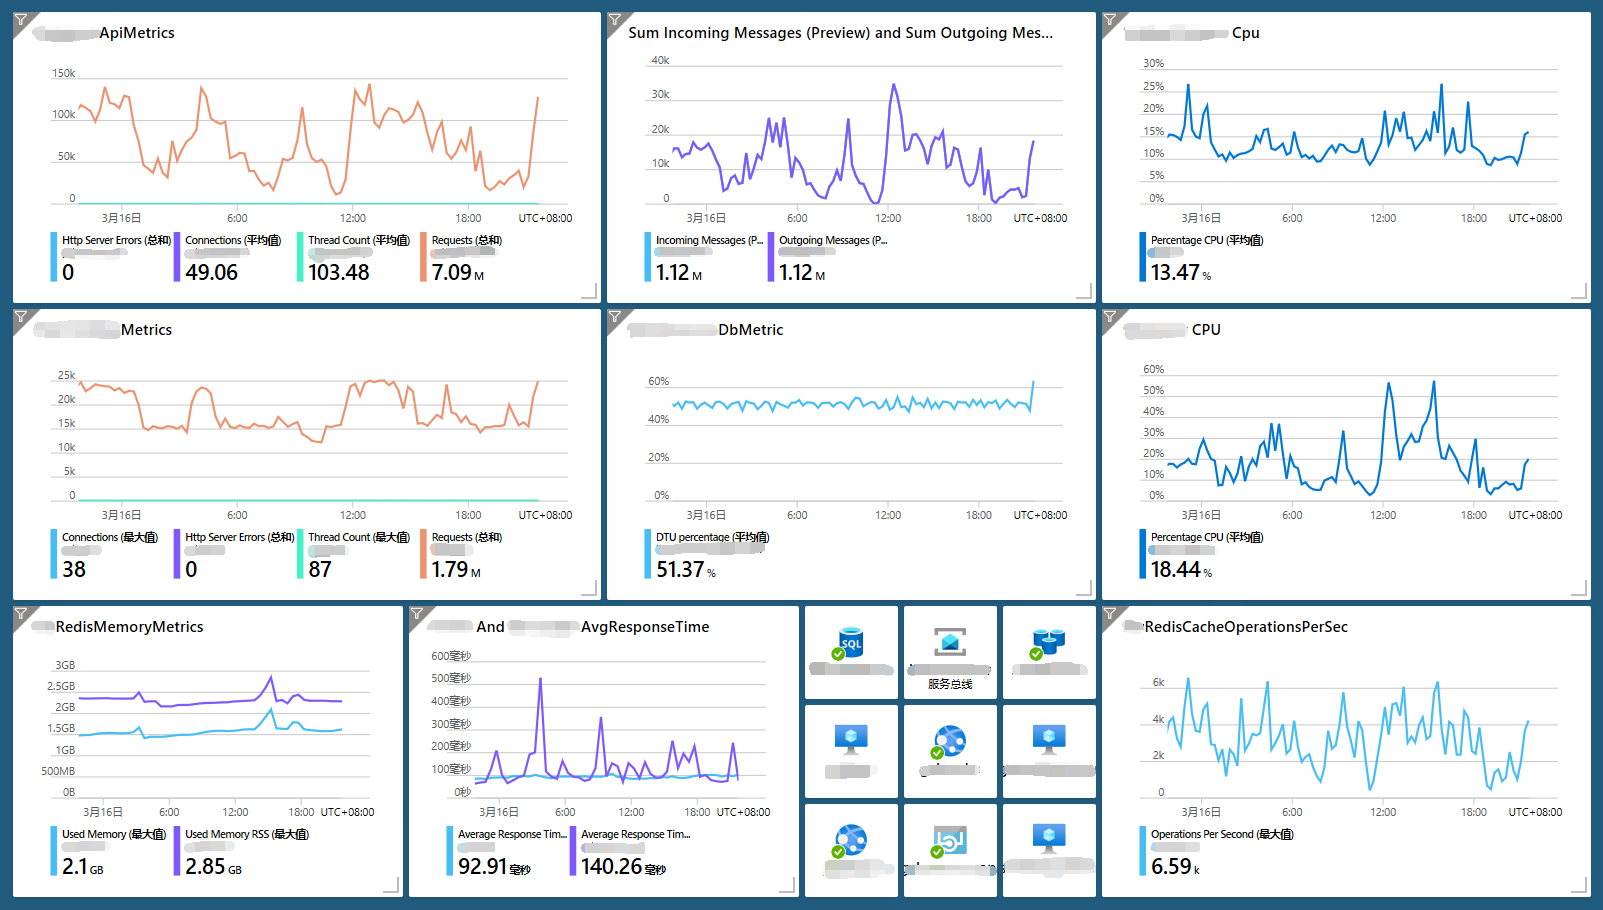 ApiMetrics
150k
100k
50k
0
3月16日 6:00 12:00 18:00 UTC+08:00
Http Server Errors (总和) Connections (平均值) Thread Count (平均值) Requests (总和)
0 49.06 103.48 7.09 M
Sum Incoming Messages (Preview) and Sum Outgoing Mes...
40k
30k
20k
10k
0
3月16日 6:00 12:00 18:00 UTC+08:00
Incoming Messages (P... Outgoing Messages (P...
1.12 M 1.12 M
Cpu
30%
25%
20%
15%
10%
5%
0%
3月16日 6:00 12:00 18:00 UTC+08:00
Percentage CPU (平均值)
13.47 %
Metrics
25k
20k
15k
10k
5k
0
3月16日 6:00 12:00 18:00 UTC+08:00
Connections (最大值) Http Server Errors (总和) Thread Count (最大值) Requests (总和)
38 0 87 1.79 M
DbMetric
60%
40%
20%
0%
3月16日 6:00 12:00 18:00 UTC+08:00
DTU percentage (平均值)
51.37 %
CPU
60%
50%
40%
30%
20%
10%
0%
3月16日 6:00 12:00 18:00 UTC+08:00
Percentage CPU (平均值)
18.44 %
RedisMemoryMetrics
3GB
2.5GB
2GB
1.5GB
1GB
500MB
0B
3月16日 6:00 12:00 18:00 UTC+08:00
Used Memory (最大值) Used Memory RSS (最大值)
2.1 GB 2.85 GB
And AvgResponseTime
600毫秒
500毫秒
400毫秒
300毫秒
200毫秒
100毫秒
0秒
3月16日 6:00 12:00 18:00 UTC+08:00
Average Response Tim... Average Response Tim...
92.91 毫秒 140.26 毫秒
SQL
服务总线
RedisCacheOperationsPerSec
6k
4k
2k
0
3月16日 6:00 12:00 18:00 UTC+08:00
Operations Per Second (最大值)
6.59 k